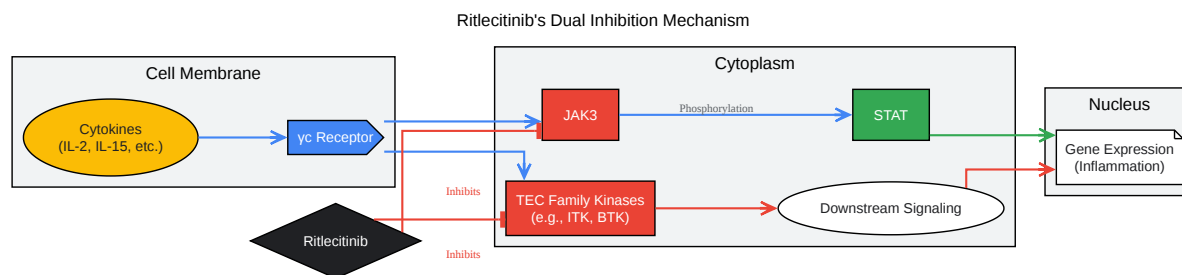 Ritlecitinib's Dual Inhibition Mechanism
Cell Membrane
Cytokines
(IL-2, IL-15, etc.)
γc Receptor
Cytoplasm
JAK3
Phosphorylation
STAT
Nucleus
Gene Expression
(Inflammation)
Inhibits
TEC Family Kinases
(e.g., ITK, BTK)
Downstream Signaling
Ritlecitinib
Inhibits